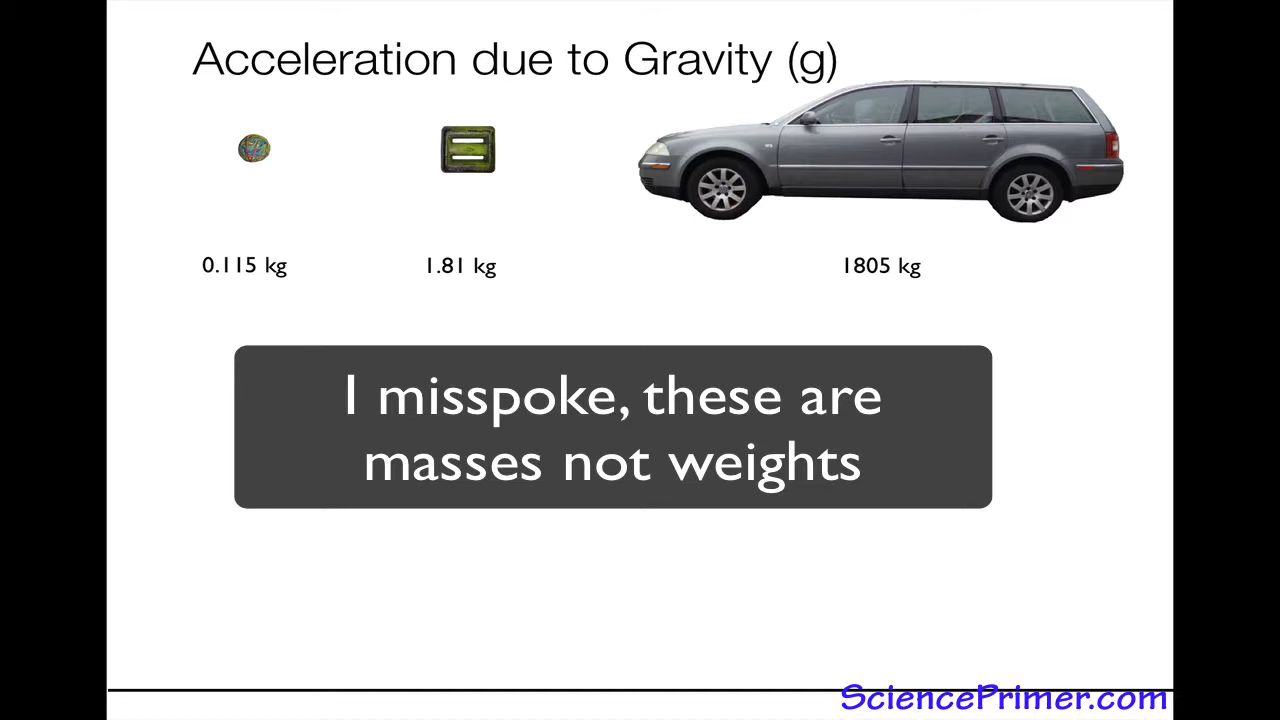 Acceleration due to Gravity (g)
0.115 kg
1.81 kg
1805 kg
I misspoke, these are
masses not weights
SciencePrimer.com